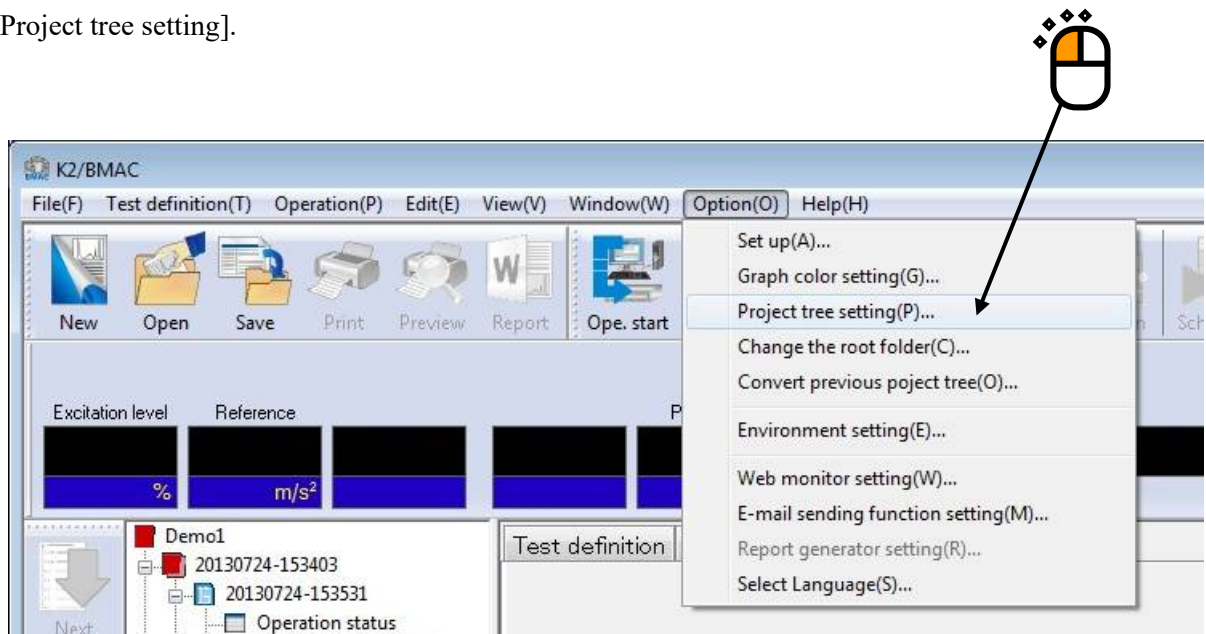 Project tree setting].
K2/BMAC
File(F) Test definition(T) Operation(P) Edit(E) View(V) Window(W) Option(O) Help(H)
Set up(A)...
Graph color setting(G)...
Project tree setting(P)...
Change the root folder(C)...
Convert previous poject tree(O)...
Environment setting(E)...
Web monitor setting(W)...
E-mail sending function setting(M)...
Report generator setting(R)...
Select Language(S)...
New Open Save Print Preview Report Ope. start
Excitation level Reference
% m/s²
Demo1
20130724-153403
20130724-153531
Operation status
Next
Test definition